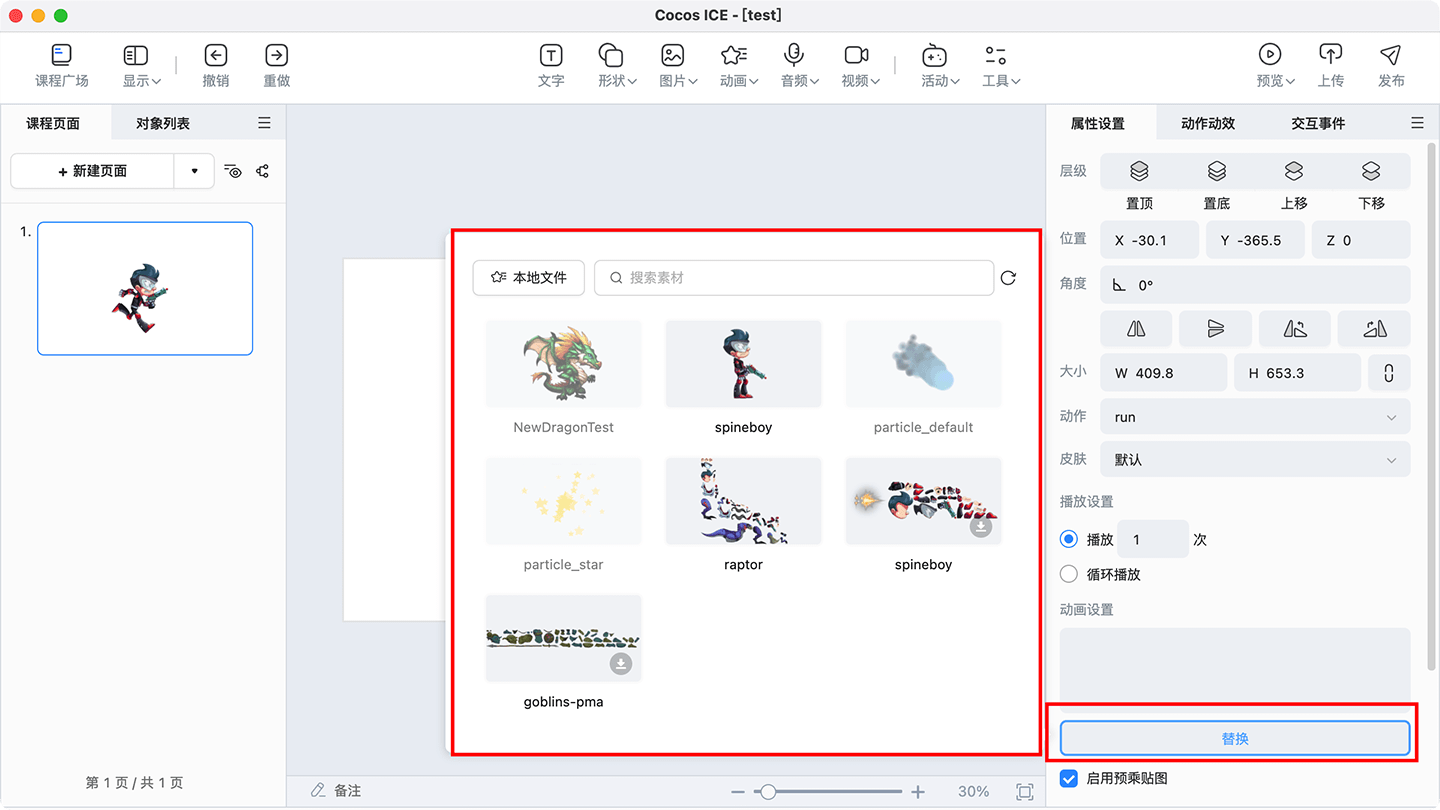 Cocos ICE - [test]
课程广场 显示 撤销 重做 文字 形状 图片 动画 音频 视频 活动 工具 预览 上传 发布
课程页面 对象列表
+ 新建页面
1.
第 1 页 / 共 1 页
本地文件 搜索素材
NewDragonTest spineboy particle_default
particle_star raptor spineboy
goblins-pma
备注 30%
属性设置 动作动效 交互事件
层级
置顶 置底 上移 下移
位置 X -30.1 Y -365.5 Z 0
角度 0°
大小 W 409.8 H 653.3
动作 run
皮肤 默认
播放设置
播放 1 次
循环播放
动画设置
替换
启用预乘贴图